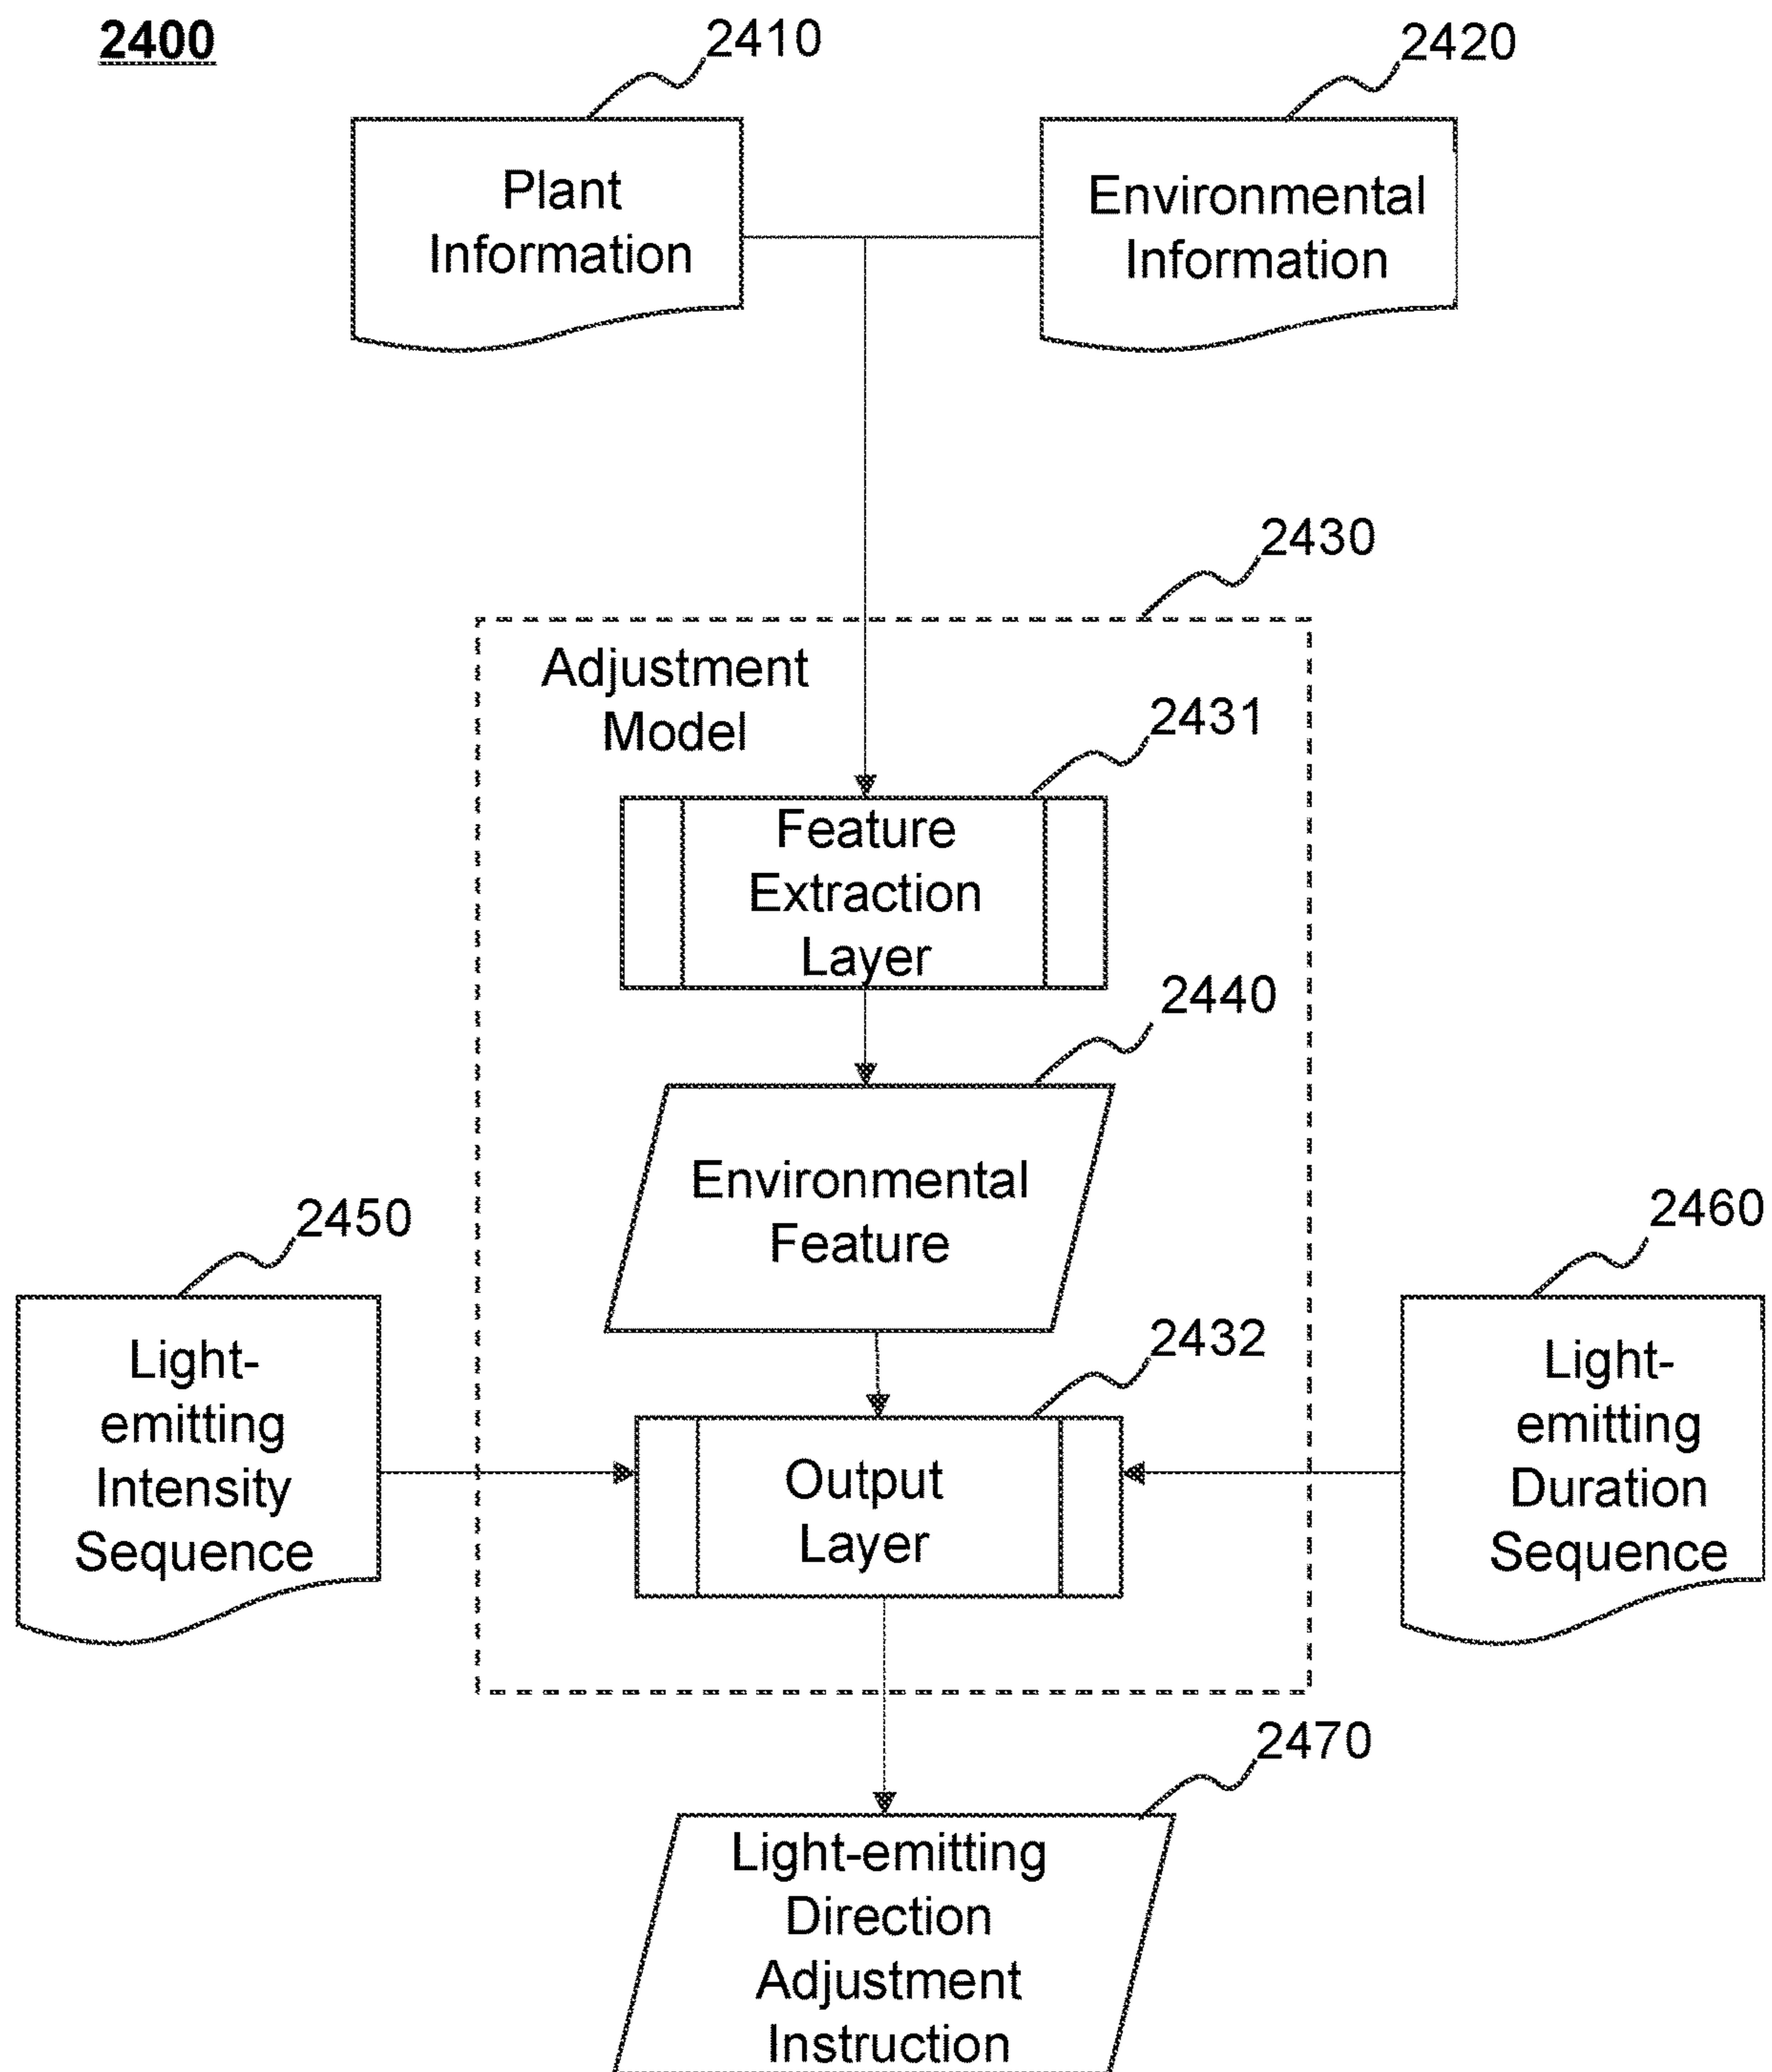 2400
2410
2420
Plant
Information
Environmental
Information
2430
Adjustment
Model
2431
Feature
Extraction
Layer
2440
Environmental
Feature
2450
2460
Light-
emitting
Intensity
Sequence
2432
Output
Layer
Light-
emitting
Duration
Sequence
2470
Light-emitting
Direction
Adjustment
Instruction